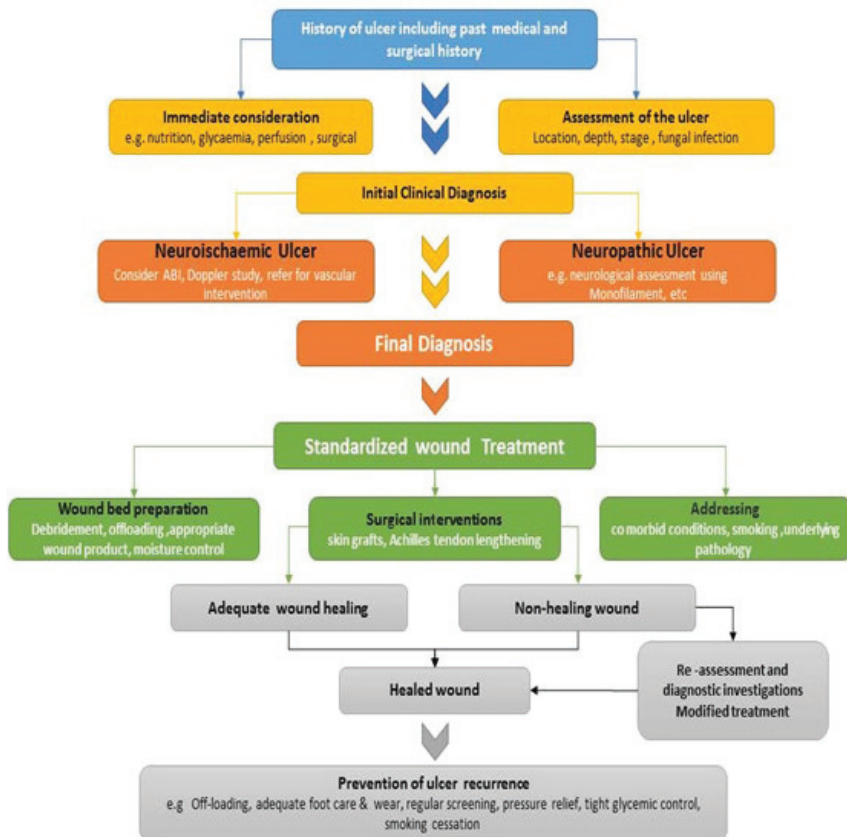 History of ulcer including past medical and
surgical history
Immediate consideration
e.g. nutrition, glycaemia, perfusion , surgical
Assessment of the ulcer
Location, depth, stage , fungal infection
Initial Clinical Diagnosis
Neuroischaemic Ulcer
Consider ABI, Doppler study, refer for vascular
intervention
Neuropathic Ulcer
e.g. neurological assessment using
Monofilament, etc
Final Diagnosis
Standardized wound Treatment
Wound bed preparation
Debridement, offloading ,appropriate
wound product, moisture control
Surgical interventions
skin grafts, Achilles tendon lengthening
Addressing
co morbid conditions, smoking ,underlying
pathology
Adequate wound healing
Non-healing wound
Re -assessment and
diagnostic investigations
Modified treatment
Healed wound
Prevention of ulcer recurrence
e.g Off-loading, adequate foot care & wear, regular screening, pressure relief, tight glycemic control,
smoking cessation